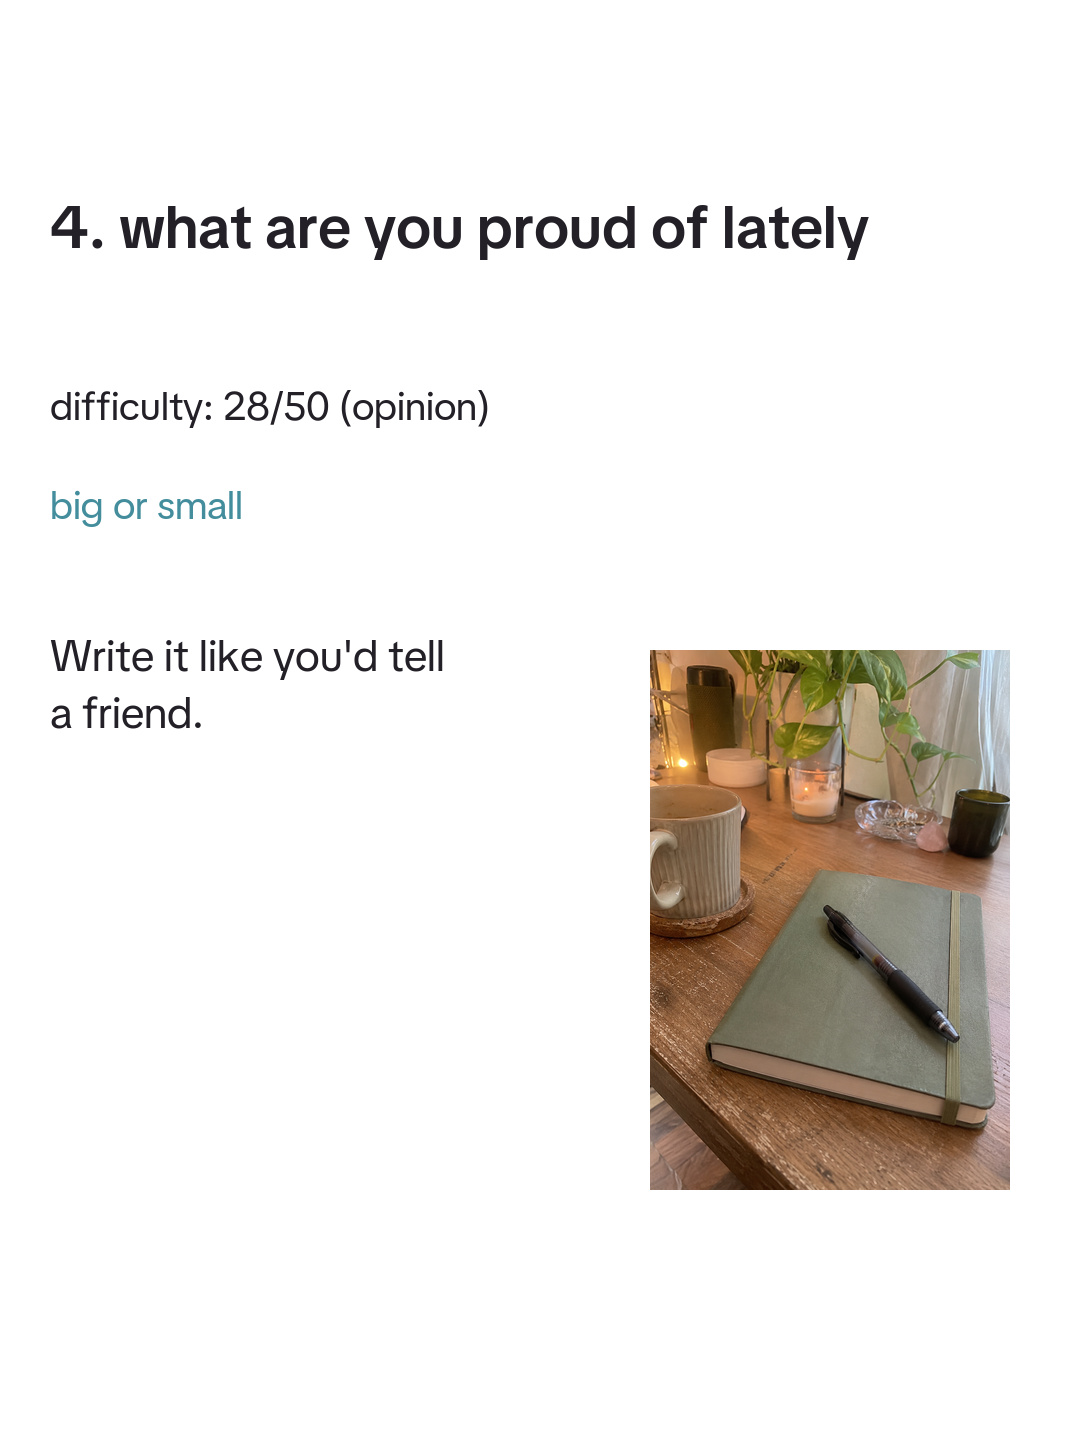 4. what are you proud of lately
difficulty: 28/50 (opinion)
big or small
Write it like you'd tell
a friend.